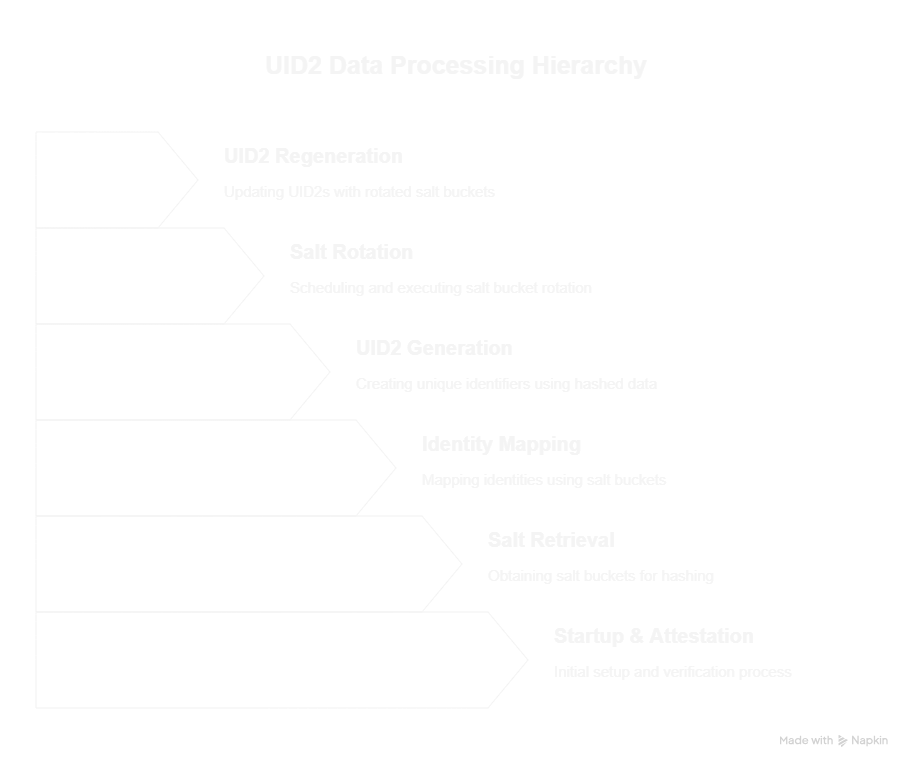 UID2 Data Processing Hierarchy
UID2 Regeneration
Updating UID2s with rotated salt buckets
Salt Rotation
Scheduling and executing salt bucket rotation
UID2 Generation
Creating unique identifiers using hashed data
Identity Mapping
Mapping identities using salt buckets
Salt Retrieval
Obtaining salt buckets for hashing
Startup & Attestation
Initial setup and verification process
Made with Napkin